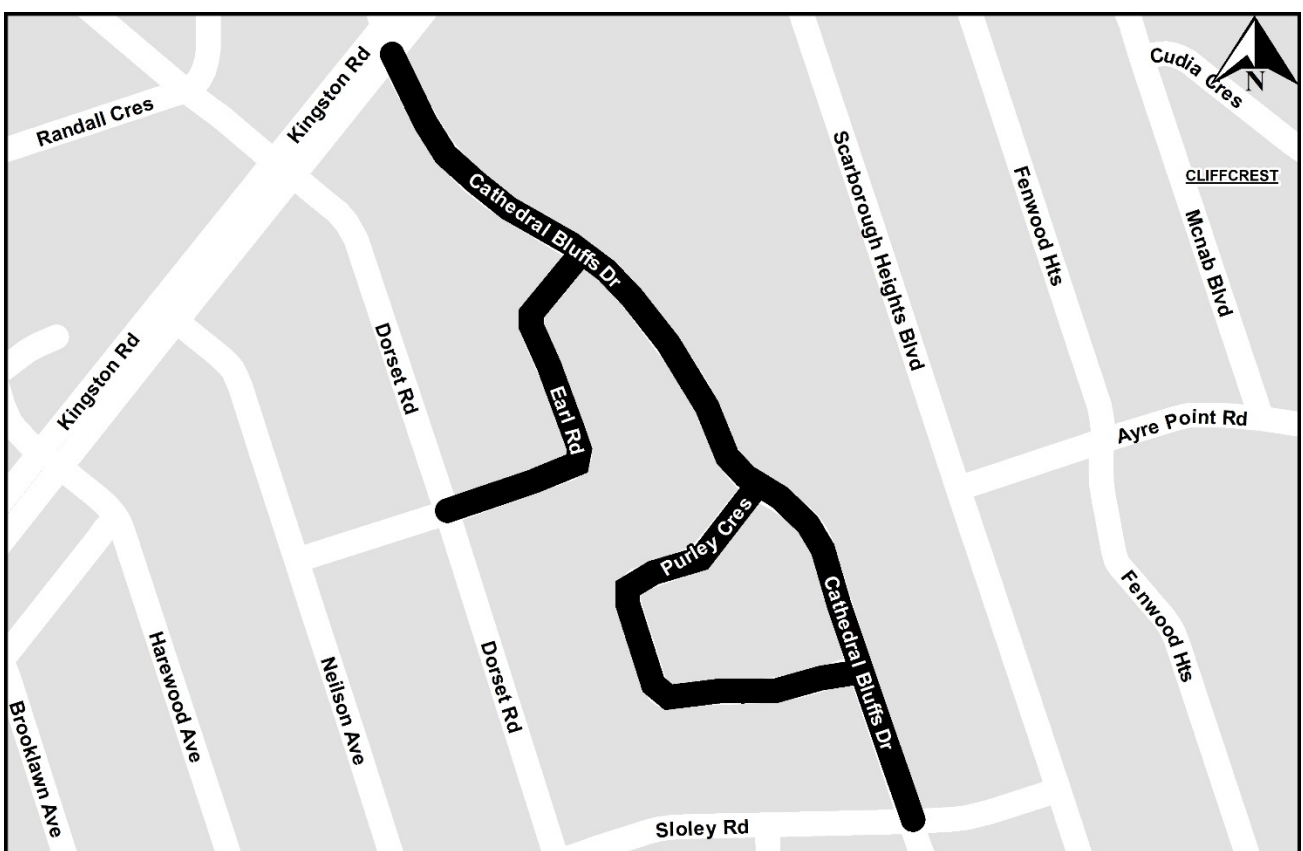 Kingston Rd
Cudia Cres
N
Randall Cres
CLIFFCREST
Scarborough Heights Blvd
Fenwood Hts
Mcnab Blvd
Cathedral Bluffs Dr
Kingston Rd
Dorset Rd
Earl Rd
Ayre Point Rd
Purley Cres
Cathedral Bluffs Dr
Fenwood Hts
Harewood Ave
Neilson Ave
Dorset Rd
Brooklawn Ave
Sloley Rd